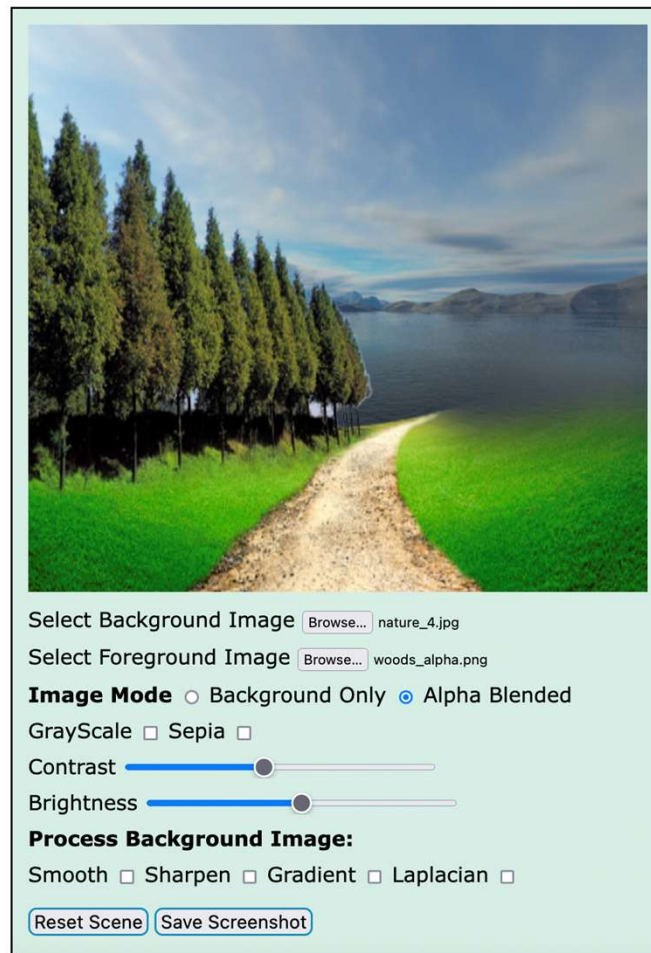 Select Background Image Browse... nature_4.jpg
Select Foreground Image Browse... woods_alpha.png
Image Mode Background Only Alpha Blended
GrayScale Sepia
Contrast
Brightness
Process Background Image:
Smooth Sharpen Gradient Laplacian
Reset Scene Save Screenshot